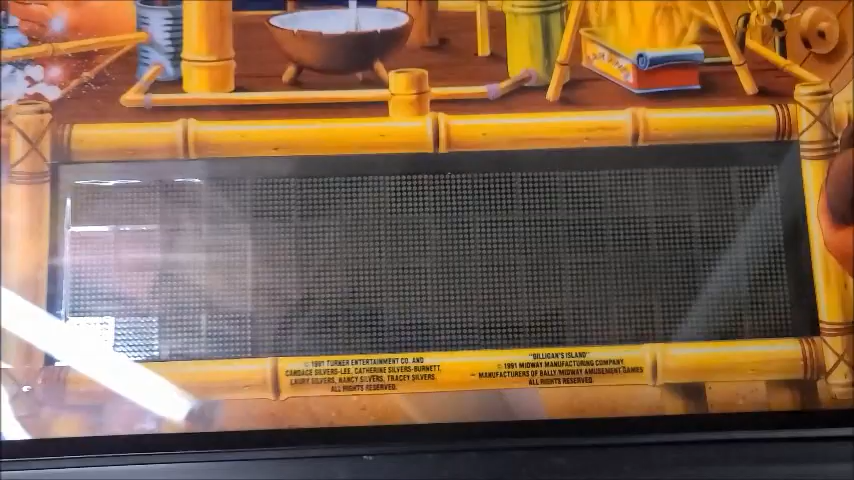 © 1991 TURNER ENTERTAINMENT CO. AND
CANDACE SILVERS-LEE, CATHERINE SILVERS-BURNETT,
LAURY SILVERS, NANCY SILVERS, TRACEY SILVERS.
ALL RIGHTS RESERVED.
"GILLIGAN'S ISLAND"
© 1991 MIDWAY MANUFACTURING COMPANY.
MANUFACTURERS OF BALLY/MIDWAY AMUSEMENT GAMES
ALL RIGHTS RESERVED.